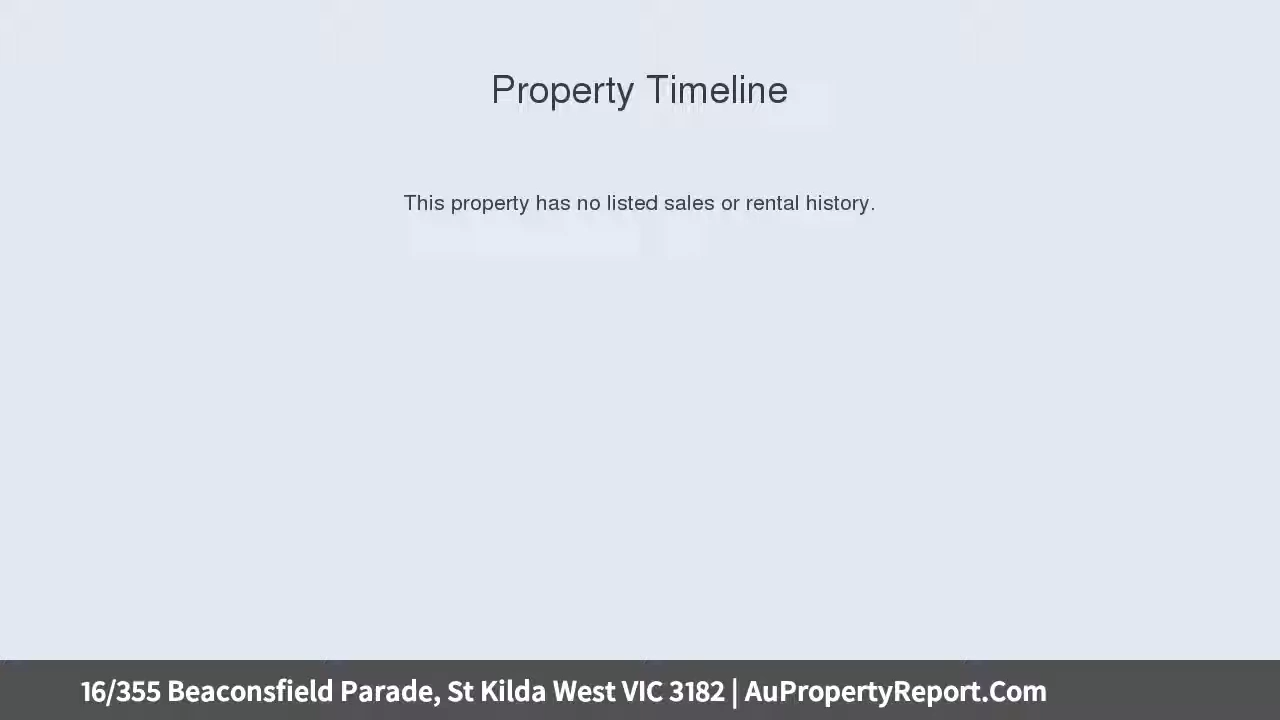 Property Timeline
This property has no listed sales or rental history.
16/355 Beaconsfield Parade, St Kilda West VIC 3182 | AuPropertyReport.Com